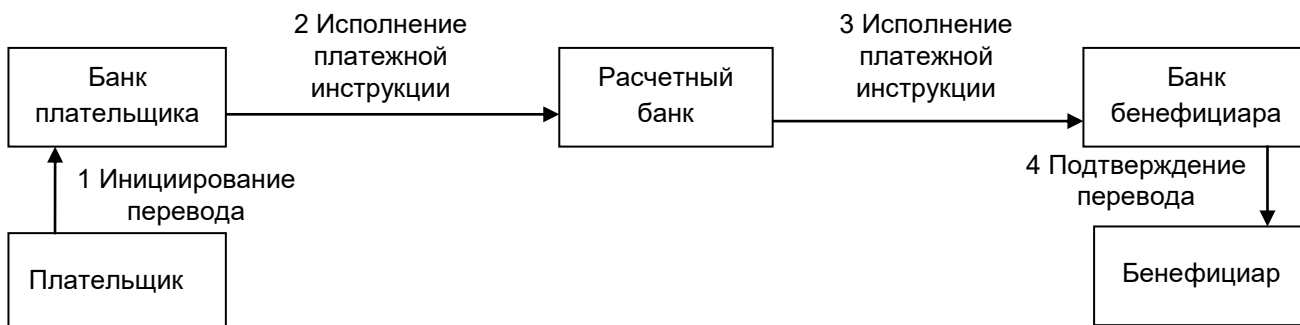 2 Исполнение
платежной
инструкции
3 Исполнение
платежной
инструкции
Банк
плательщика
Расчетный
банк
Банк
бенефициара
1 Инициирование
перевода
4 Подтверждение
перевода
Плательщик
Бенефициар